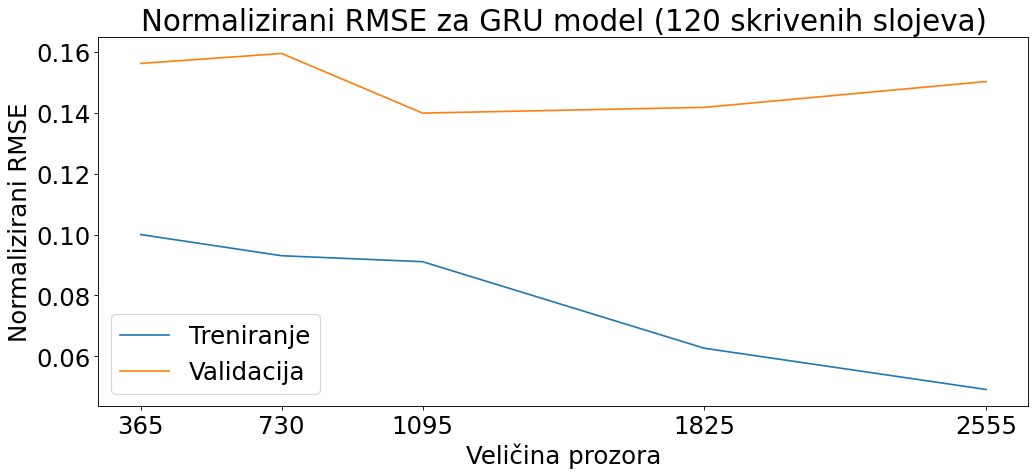 Normalizirani RMSE za GRU model (120 skrivenih slojeva)
Normalizirani RMSE
0.16
0.14
0.12
0.10
0.08
0.06
Treniranje
Validacija
365 730 1095 1825 2555
Veličina prozora